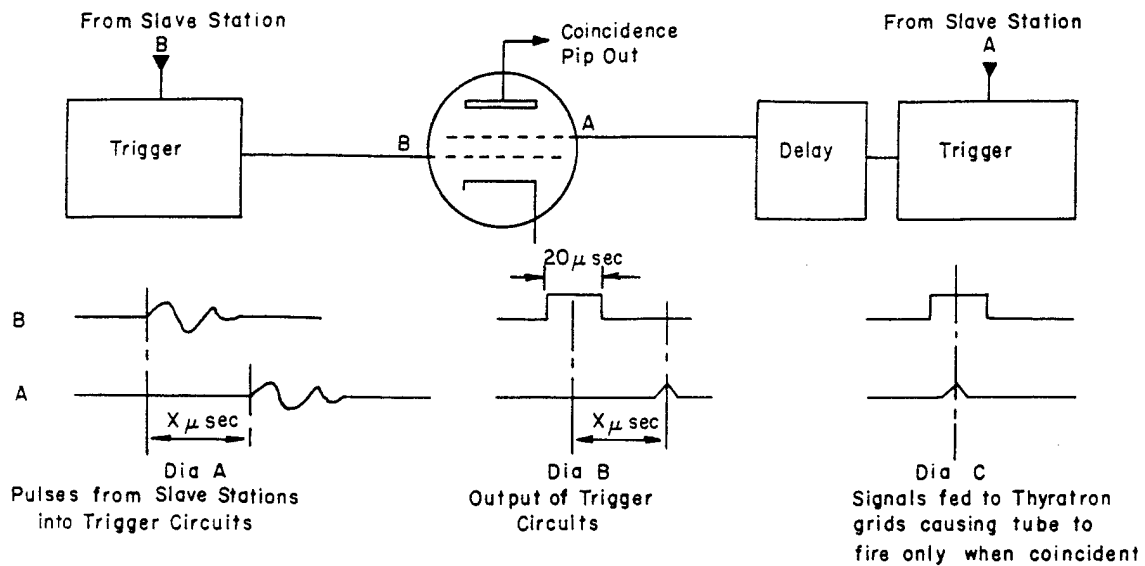 From Slave Station
B
Coincidence
Pip Out
From Slave Station
A
Trigger
B
A
Delay
Trigger
20 μ sec
B
A
X μ sec
X μ sec
Dia A
Pulses from Slave Stations
into Trigger Circuits
Dia B
Output of Trigger
Circuits
Dia C
Signals fed to Thyratron
grids causing tube to
fire only when coincident